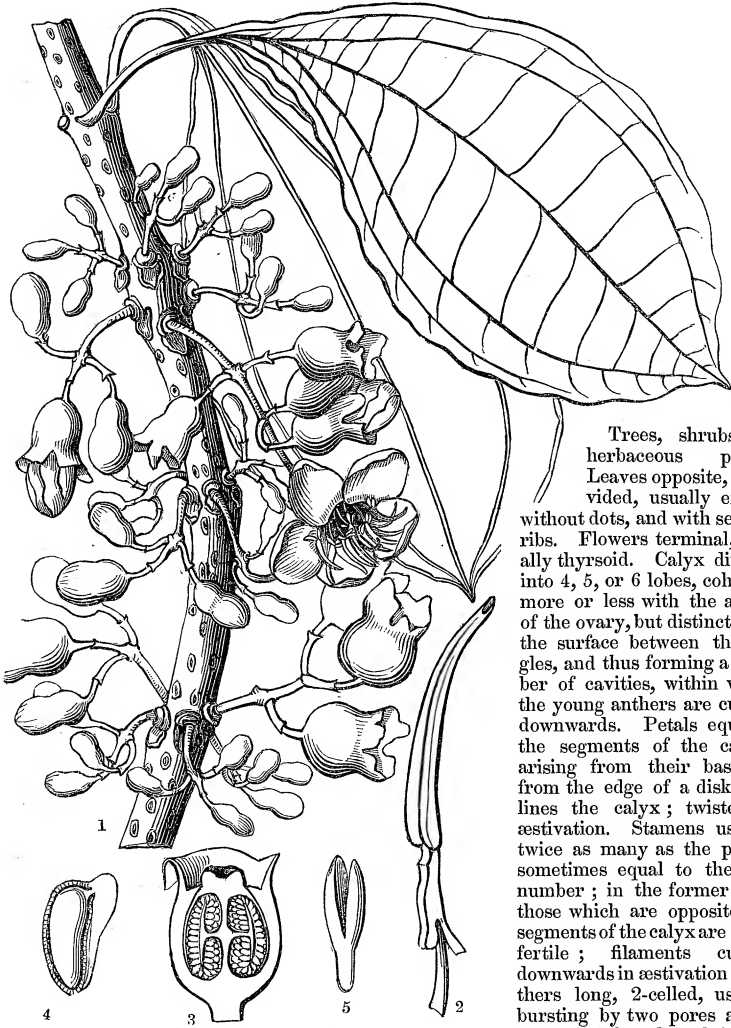 Trees, shrubs
herbaceous p
Leaves opposite,
vided, usually e
without dots, and with se
ribs. Flowers terminal,
ally thyrsoid. Calyx di
into 4, 5, or 6 lobes, coh
more or less with the a
of the ovary, but distinct
the surface between th
gles, and thus forming a
ber of cavities, within
the young anthers are cu
downwards. Petals equ
the segments of the ca
arising from their bas
from the edge of a disk
lines the calyx ; twiste
æstivation. Stamens us
twice as many as the p
sometimes equal to the
number ; in the former
those which are opposit
segments of the calyx are
fertile ; filaments cu
downwards in æstivation
thers long, 2-celled, us
bursting by two pores a
1
4
3
5
2